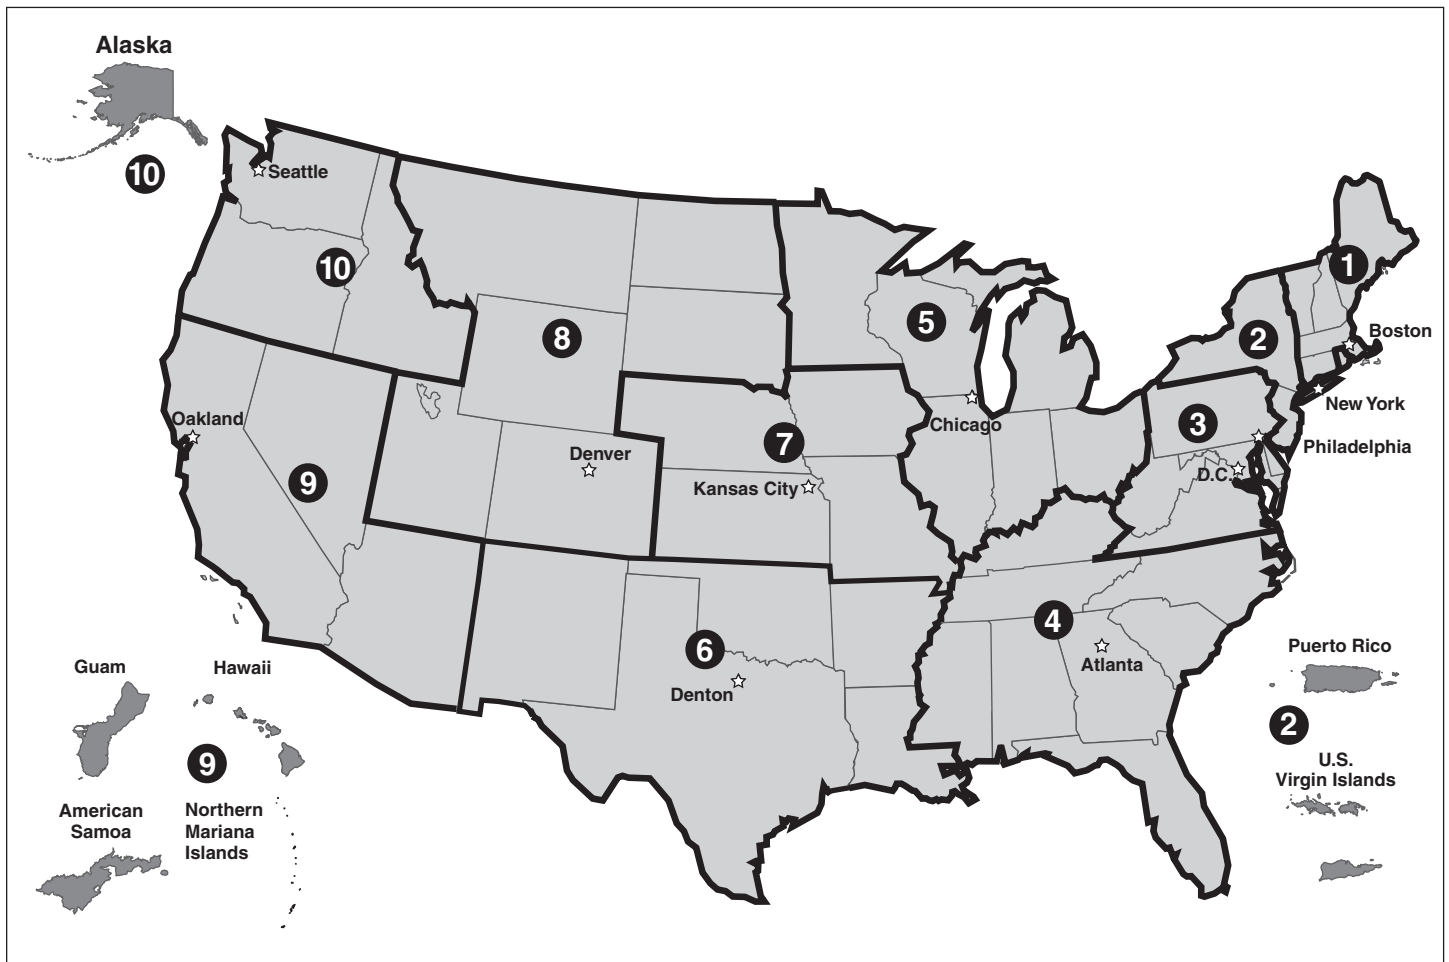 Alaska
10
Seattle
10
1
8
5
2
Boston
New York
Oakland
Chicago
3
7
Philadelphia
Denver
D.C.
9
Kansas City
4
6
Atlanta
Denton
Puerto Rico
Guam
Hawaii
2
9
U.S.
Virgin Islands
American
Samoa
Northern
Mariana
Islands